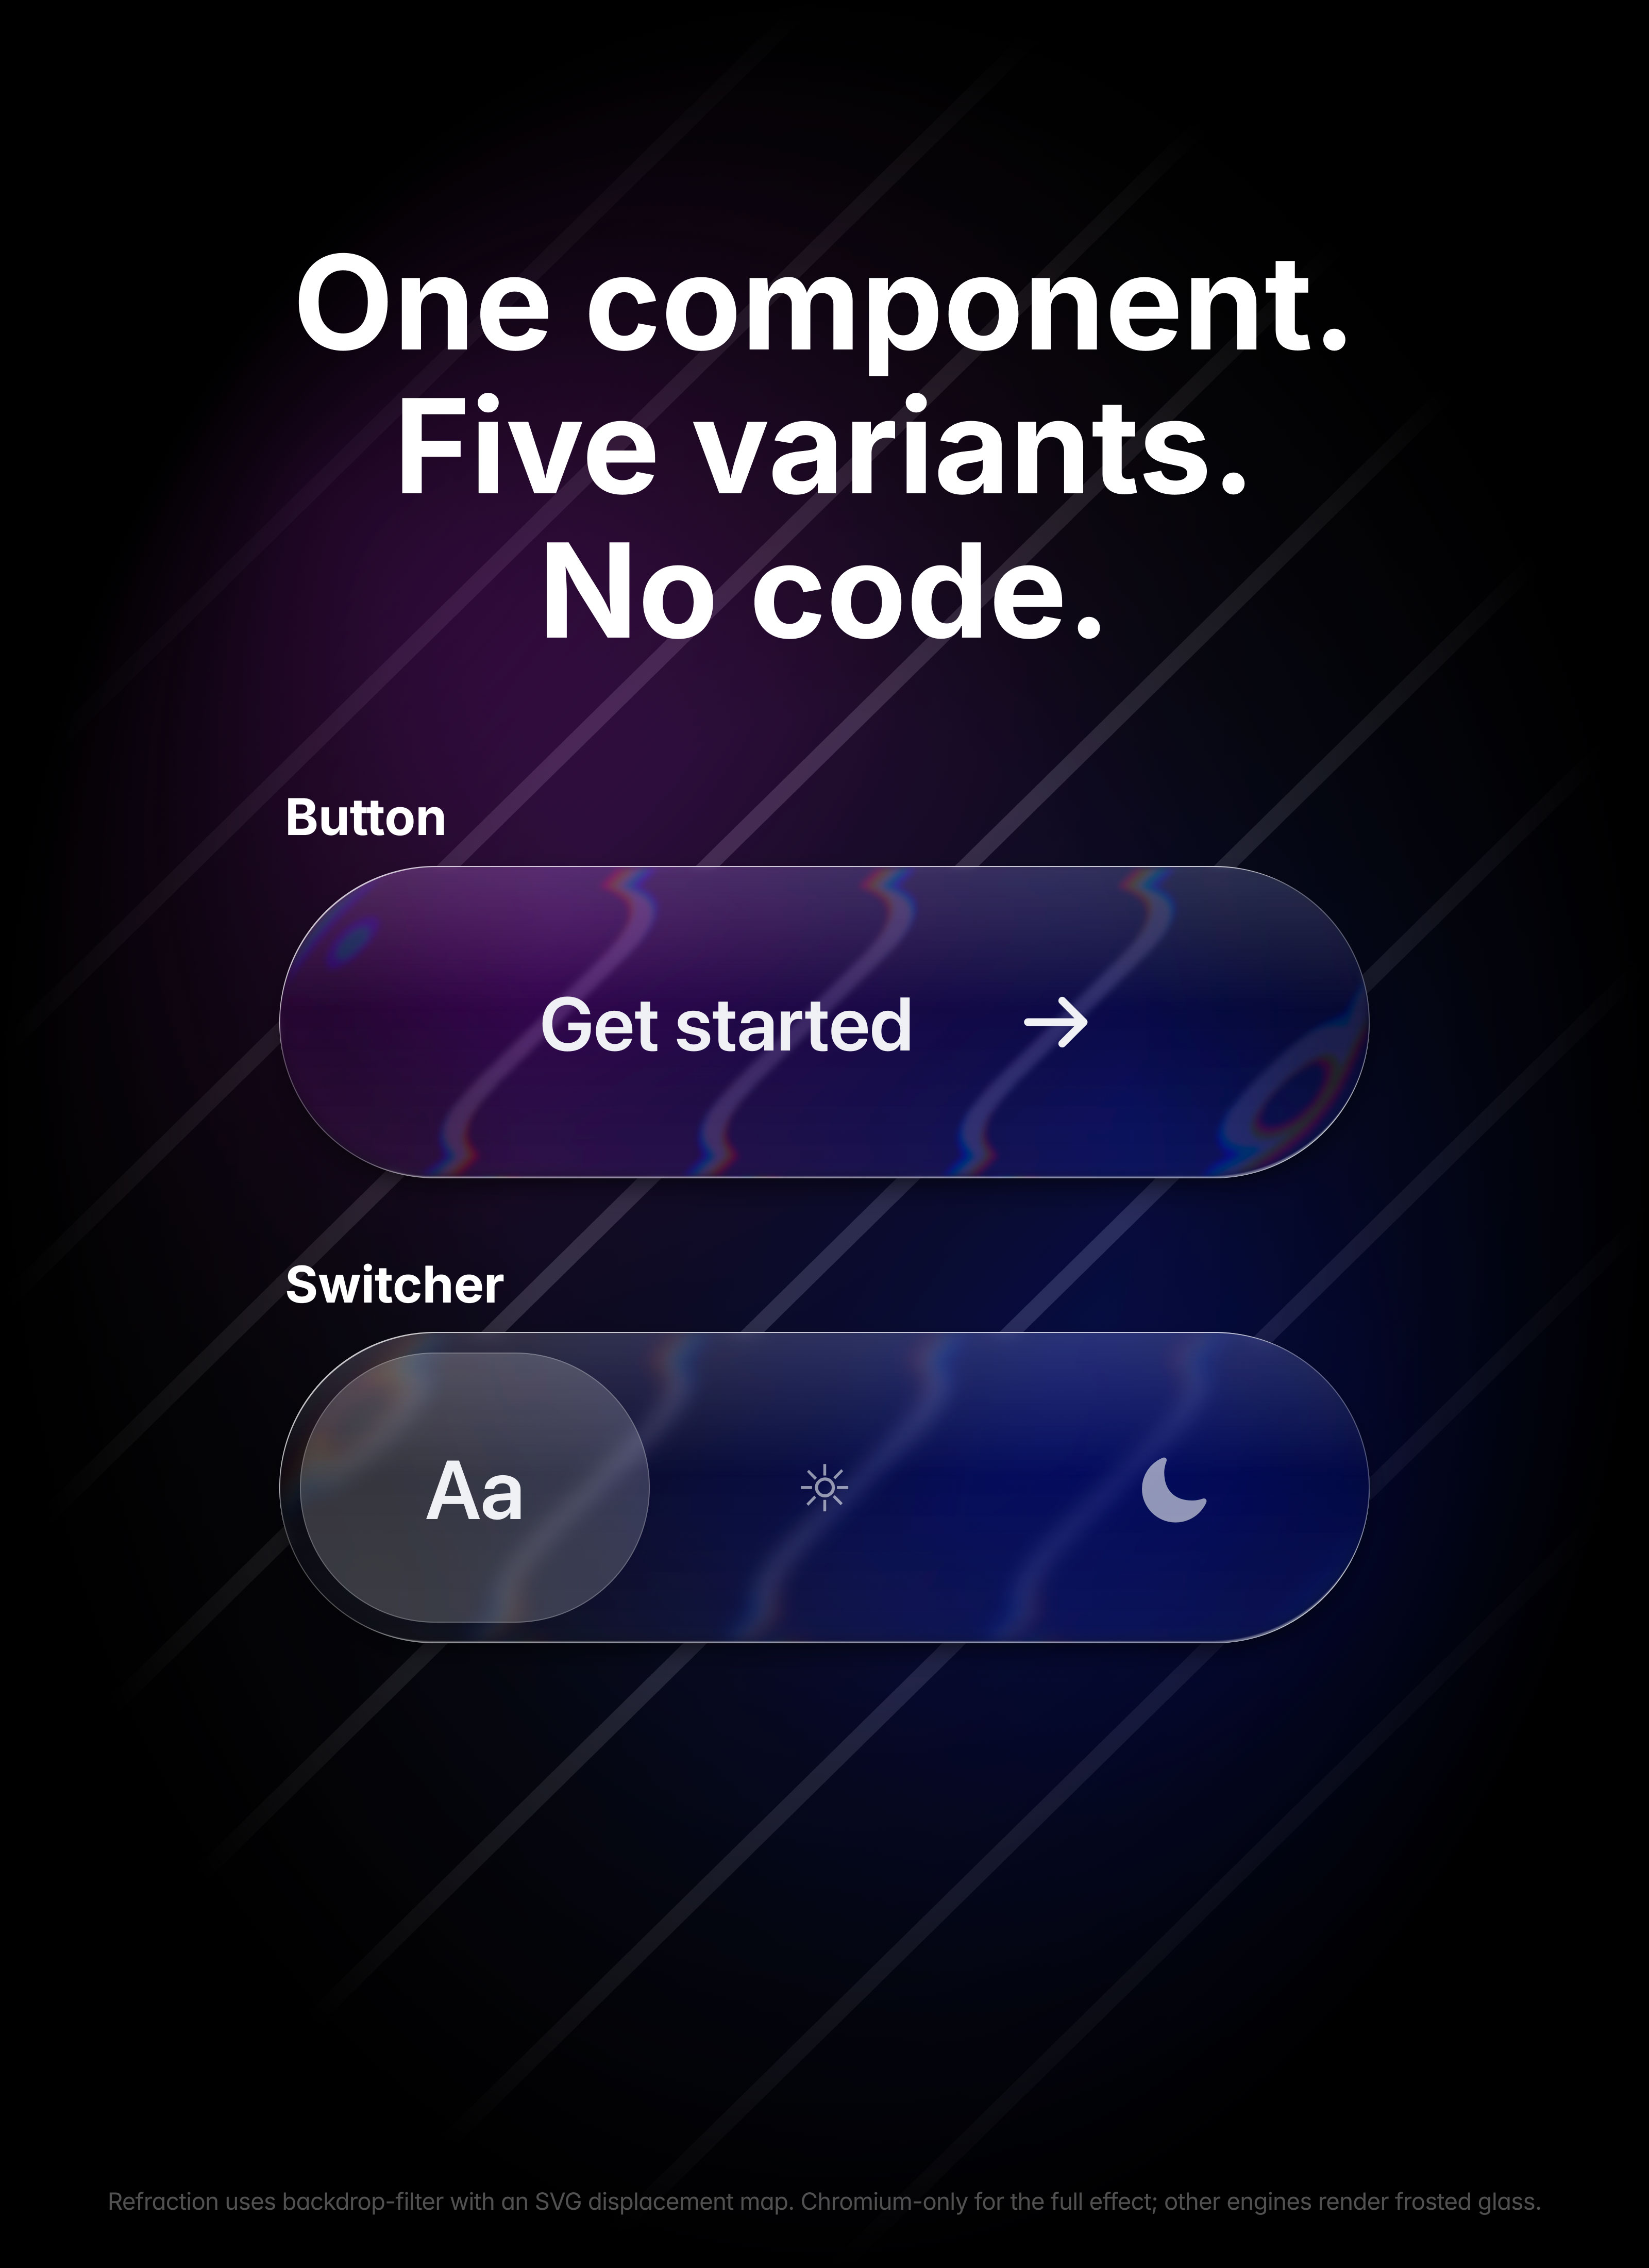 One component.
Five variants.
No code.
Button
Get started
Switcher
Aa
Refraction uses backdrop-filter with an SVG displacement map. Chromium-only for the full effect; other engines render frosted glass.